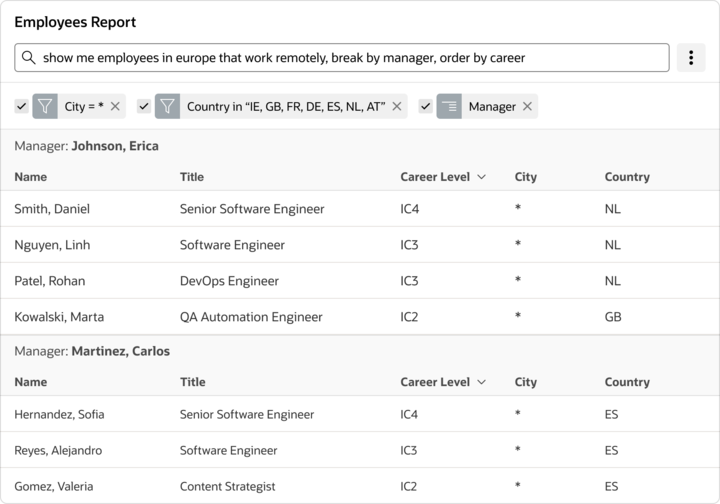 Employees Report
show me employees in europe that work remotely, break by manager, order by career
City = * Country in “IE, GB, FR, DE, ES, NL, AT” Manager
Manager: Johnson, Erica
Name Title Career Level City Country
Smith, Daniel Senior Software Engineer IC4 * NL
Nguyen, Linh Software Engineer IC3 * NL
Patel, Rohan DevOps Engineer IC3 * NL
Kowalski, Marta QA Automation Engineer IC2 * GB
Manager: Martinez, Carlos
Name Title Career Level City Country
Hernandez, Sofia Senior Software Engineer IC4 * ES
Reyes, Alejandro Software Engineer IC3 * ES
Gomez, Valeria Content Strategist IC2 * ES